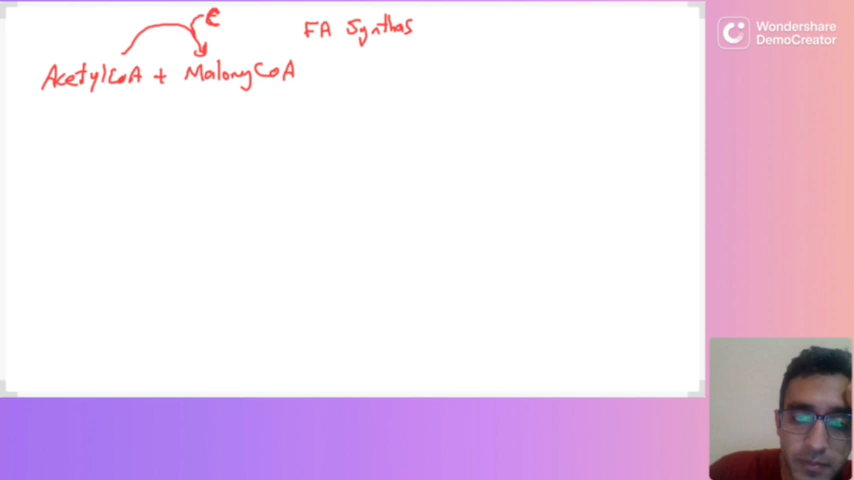 e
FA Synthas
AcetylCoA + MalonyCoA
Wondershare
DemoCreator